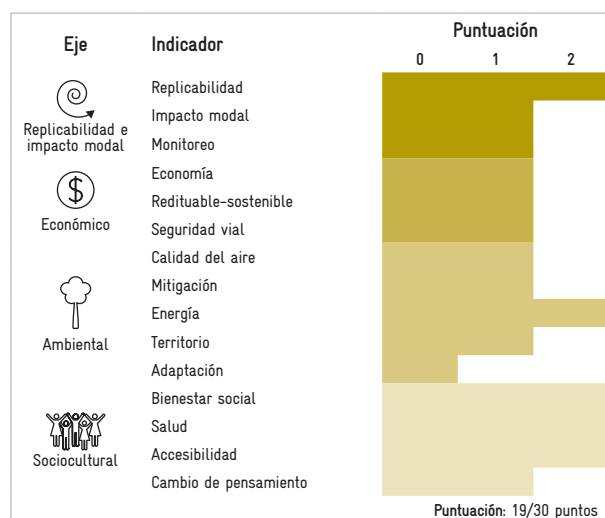 Eje
Indicador
Puntuación
0 1 2
Replicabilidad e
impacto modal
Replicabilidad
Impacto modal
Monitoreo
$
Económico
Economía
Redituable-sostenible
Seguridad vial
Ambiental
Calidad del aire
Mitigación
Energía
Territorio
Adaptación
Sociocultural
Bienestar social
Salud
Accesibilidad
Cambio de pensamiento
Puntuación: 19/30 puntos